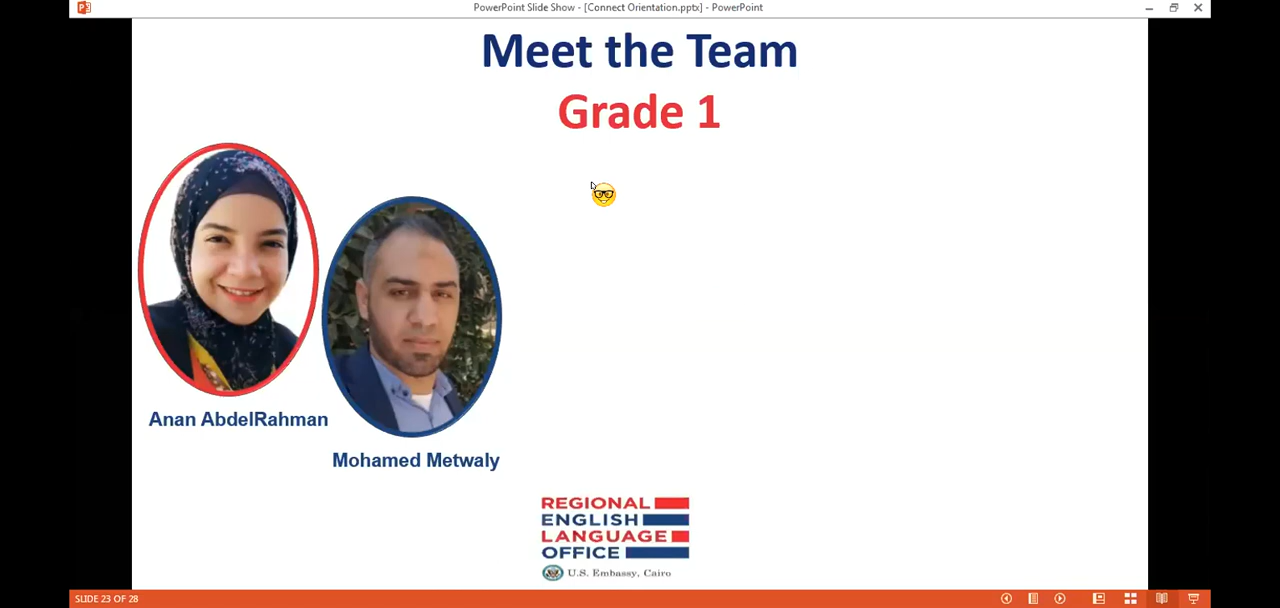 PowerPoint Slide Show - [Connect Orientation.pptx] - PowerPoint
Meet the Team
Grade 1
Anan AbdelRahman
Mohamed Metwaly
REGIONAL
ENGLISH
LANGUAGE
OFFICE
U.S. Embassy, Cairo
SLIDE 23 OF 28